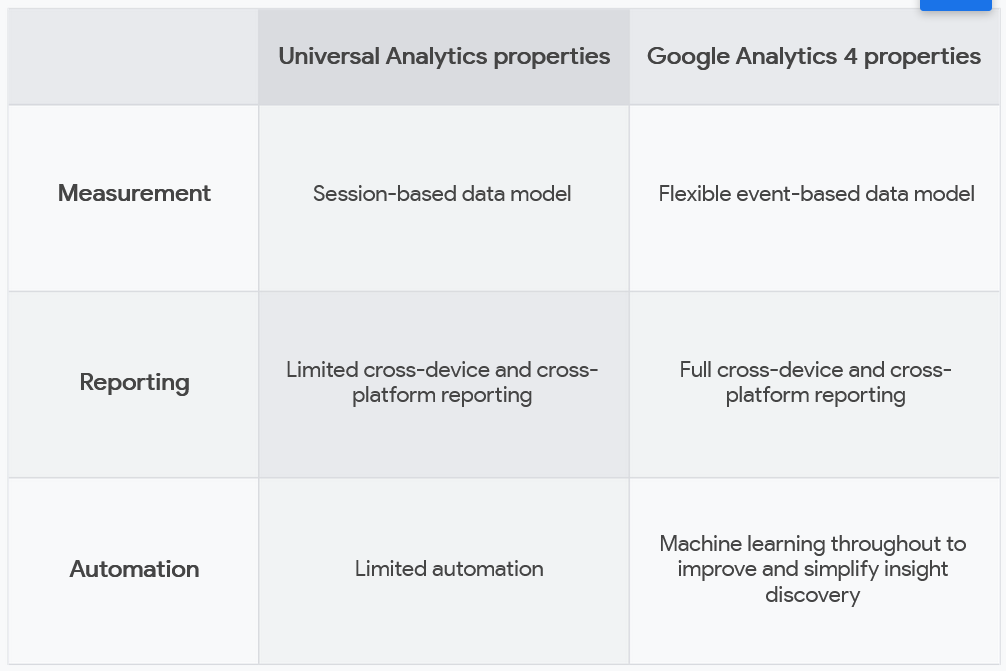 Universal Analytics properties
Google Analytics 4 properties
Measurement
Session-based data model
Flexible event-based data model
Reporting
Limited cross-device and cross-
platform reporting
Full cross-device and cross-
platform reporting
Automation
Limited automation
Machine learning throughout to
improve and simplify insight
discovery